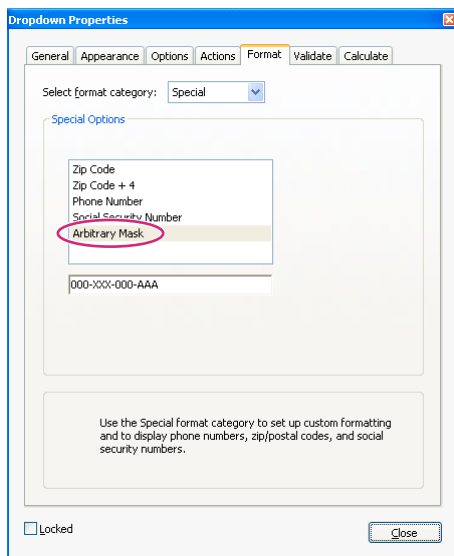 Dropdown Properties
General Appearance Options Actions Format Validate Calculate
Select format category: Special
Special Options
Zip Code
Zip Code + 4
Phone Number
Social Security Number
Arbitrary Mask
000-XXX-000-AAA
Use the Special format category to set up custom formatting
and to display phone numbers, zip/postal codes, and social
security numbers.
Locked
Close